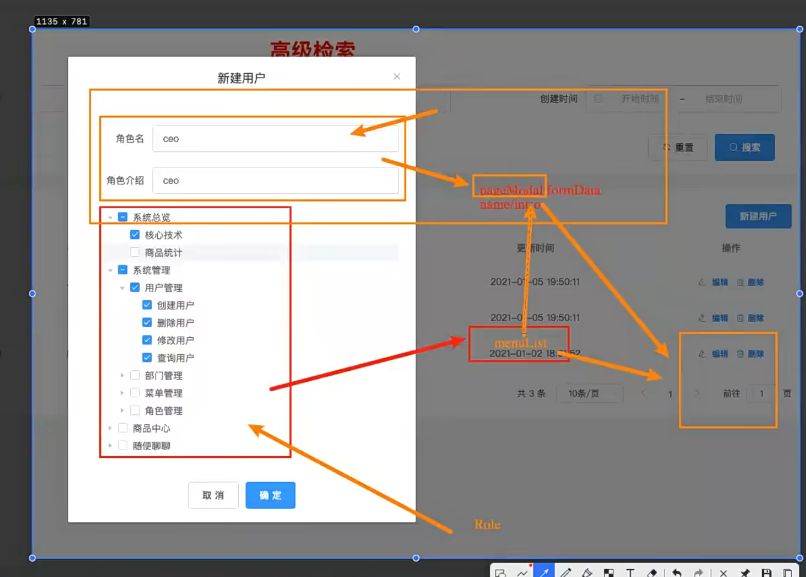 1135 x 781
高级检索
新建用户
创建时间
开始时间
-
结束时间
角色名
ceo
重置
搜索
角色介绍
ceo
pageModal formData
name/intro
新建用户
系统总览
核心技术
商品统计
系统管理
用户管理
创建用户
删除用户
修改用户
查询用户
部门管理
菜单管理
角色管理
商品中心
随便聊聊
更新时间
操作
2021-01-05 19:50:11
编辑
删除
2021-01-05 19:50:11
编辑
删除
menuList
2021-01-02 18:
52
编辑
删除
共 3 条
10条/页
1
前往
1
页
取 消
确 定
Role